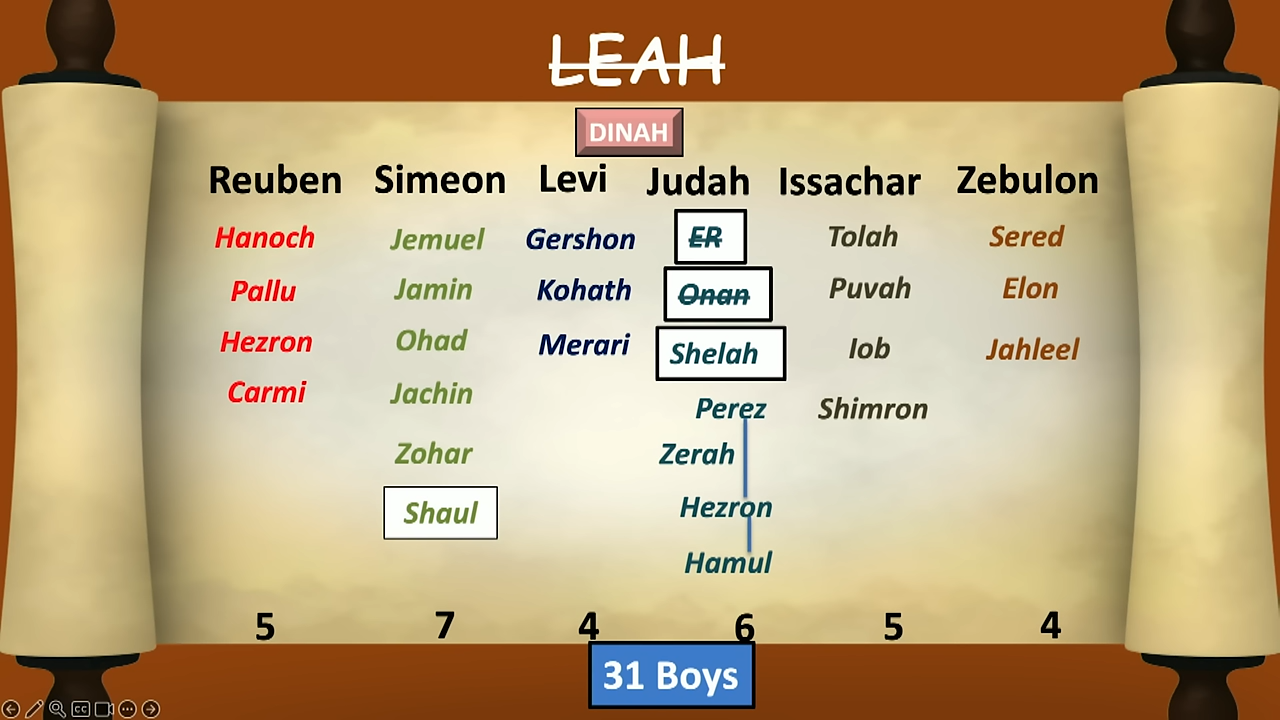 LEAH
DINAH
Reuben Simeon Levi Judah Issachar Zebulon
Hanoch Jemuel Gershon ER Tolah Sered
Pallu Jamin Kohath Onan Puvah Elon
Hezron Ohad Merari Shelah Iob Jahleel
Carmi Jachin Perez Shimron
Zohar Zerah
Shaul Hezron
Hamul
5 7 4 6 5 4
31 Boys
CC